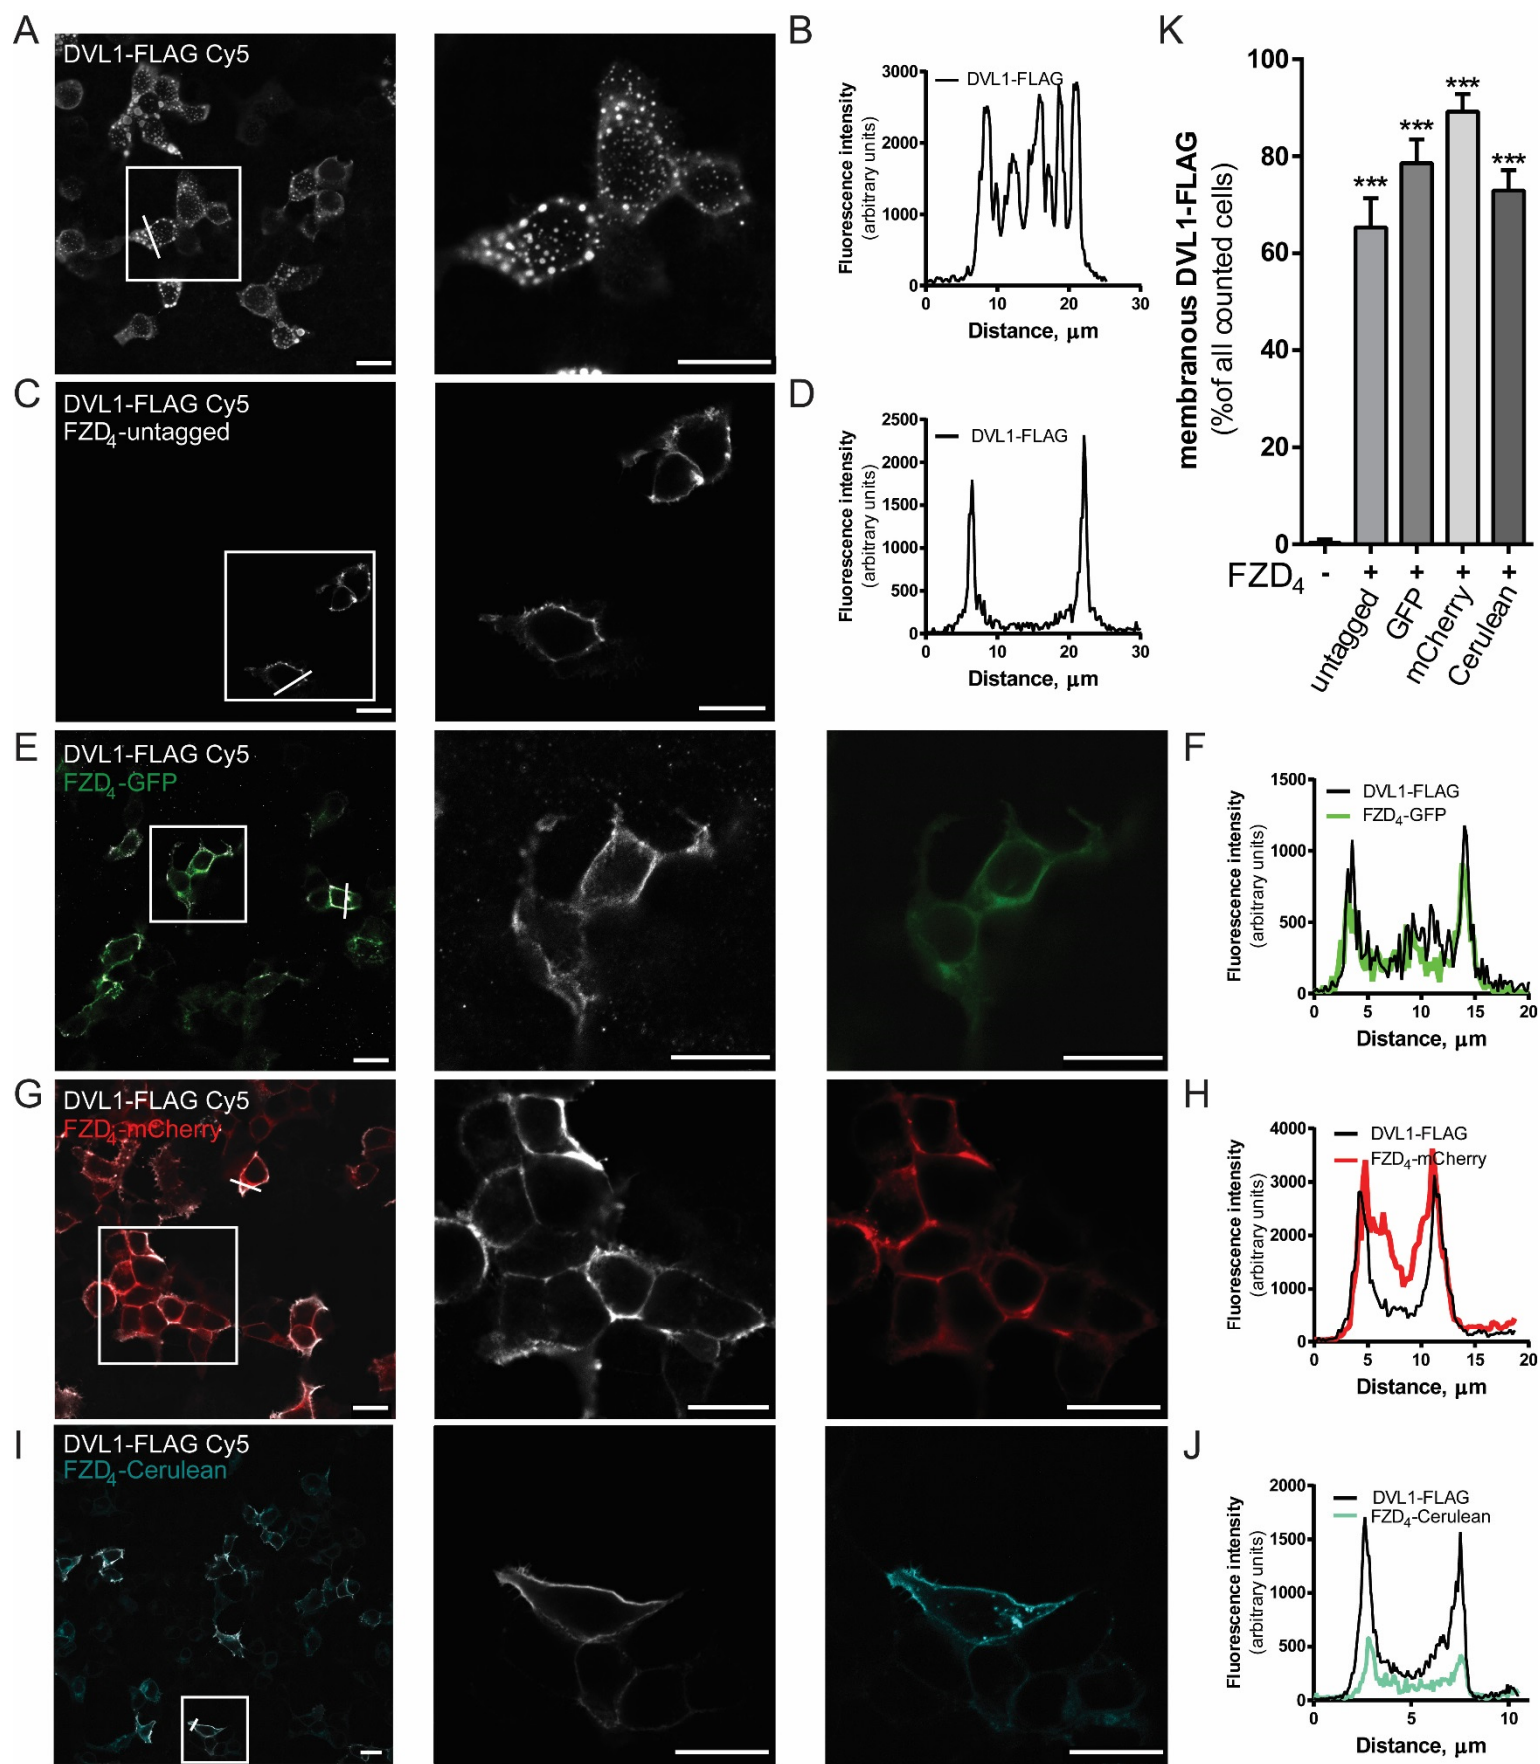 A
DVL1-FLAG Cy5
B
3000
2000
1000
0
DVL1-FLAG
Fluorescence intensity
(arbitrary units)
0 10 20 30
Distance, µm
C
DVL1-FLAG Cy5
FZD4-untagged
D
2500
2000
1500
1000
500
0
DVL1-FLAG
Fluorescence intensity
(arbitrary units)
0 10 20 30
Distance, µm
E
DVL1-FLAG Cy5
FZD4-GFP
F
1500
1000
500
0
DVL1-FLAG
FZD4-GFP
Fluorescence intensity
(arbitrary units)
0 5 10 15 20
Distance, µm
G
DVL1-FLAG Cy5
FZD4-mCherry
H
4000
3000
2000
1000
0
DVL1-FLAG
FZD4-mCherry
Fluorescence intensity
(arbitrary units)
0 5 10 15 20
Distance, µm
I
DVL1-FLAG Cy5
FZD4-Cerulean
J
2000
1500
1000
500
0
DVL1-FLAG
FZD4-Cerulean
Fluorescence intensity
(arbitrary units)
0 5 10
Distance, µm
K
100
80
60
40
20
0
membranous DVL1-FLAG
(%of all counted cells)
*** *** *** ***
FZD4 - + + + +
untagged
GFP
mCherry
Cerulean